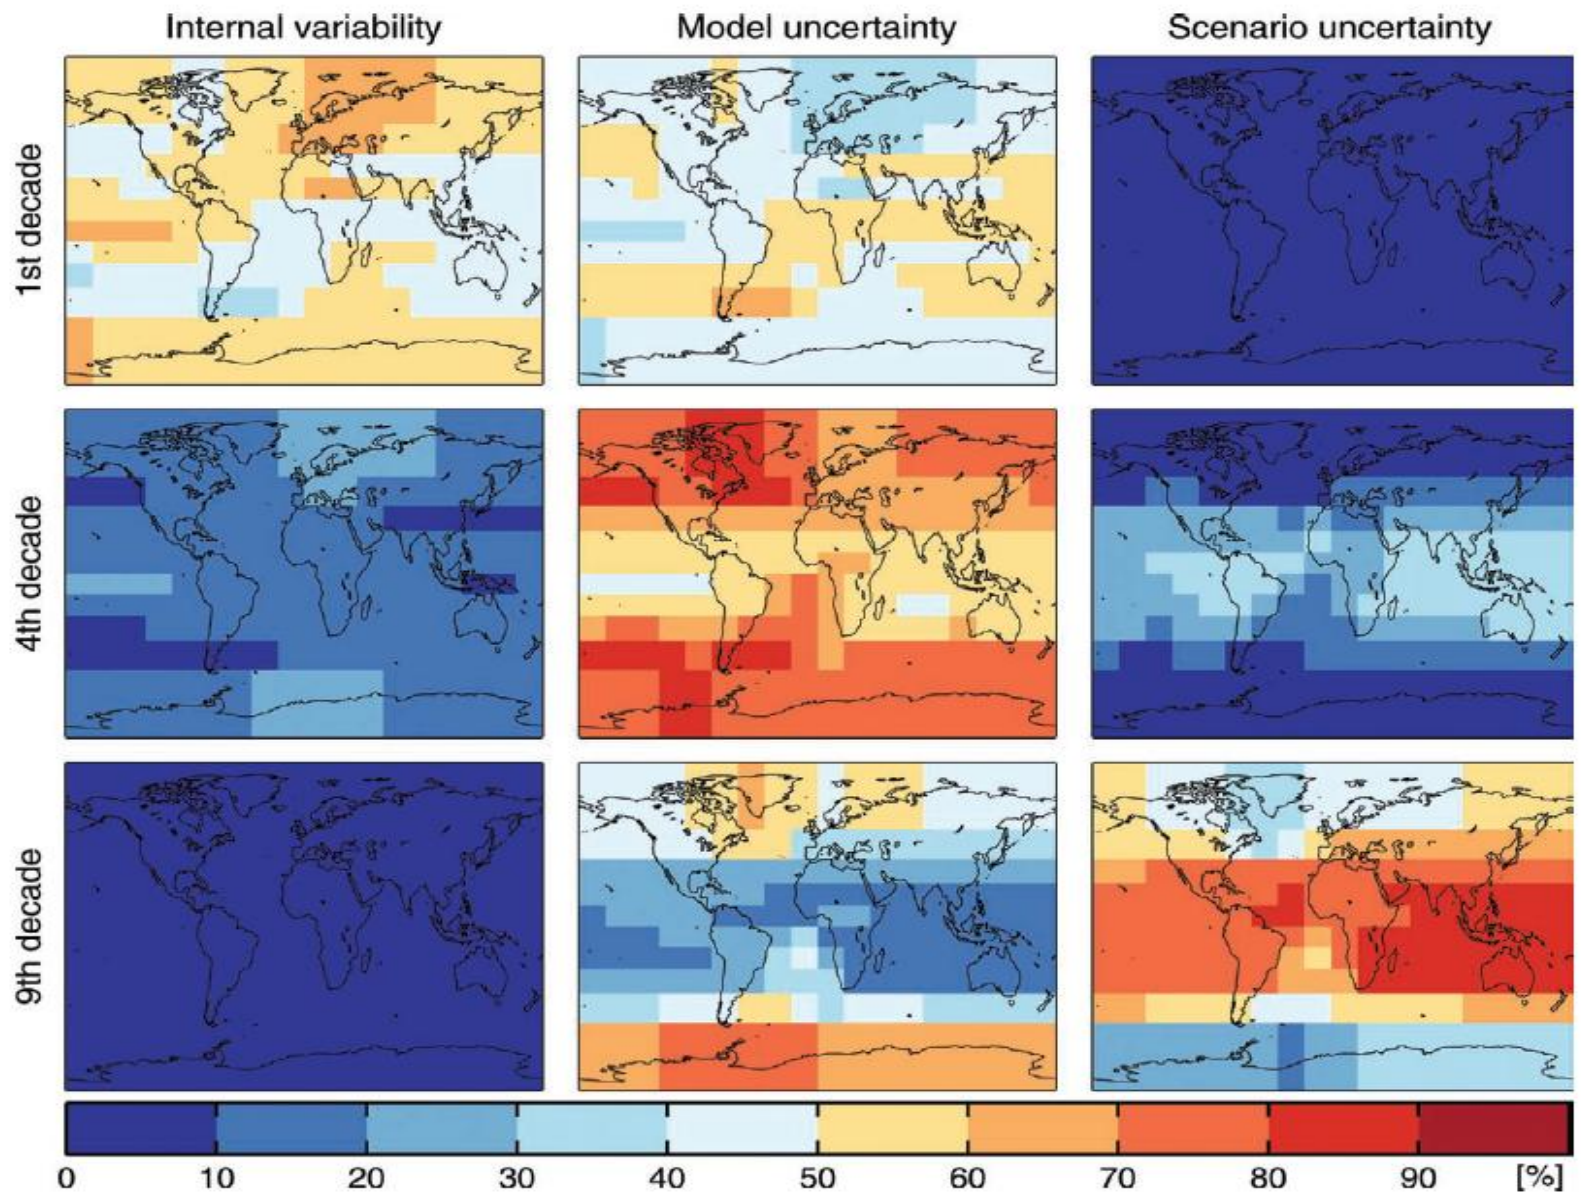 Internal variability Model uncertainty Scenario uncertainty
1st decade
4th decade
9th decade
0 10 20 30 40 50 60 70 80 90 [%]